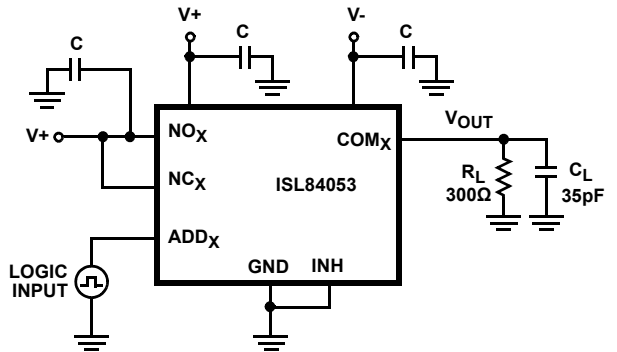 V+
V-
C
C
C
V+
NOX
COMX
VOUT
NCX
ISL84053
RL
300Ω
CL
35pF
ADDX
LOGIC
INPUT
GND
INH